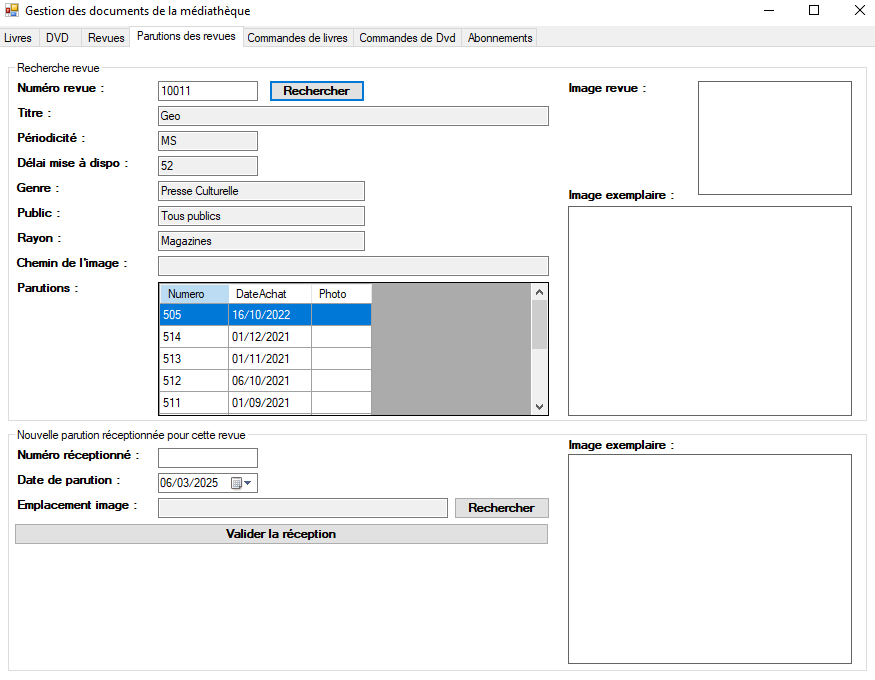 Gestion des documents de la médiathèque
Livres DVD Revues Parutions des revues Commandes de livres Commandes de Dvd Abonnements
Recherche revue
Numéro revue : 10011 Rechercher
Titre : Geo
Périodicité : MS
Délai mise à dispo : 52
Genre : Presse Culturelle
Public : Tous publics
Rayon : Magazines
Chemin de l'image :
Parutions :
Numero DateAchat Photo
505 16/10/2022
514 01/12/2021
513 01/11/2021
512 06/10/2021
511 01/09/2021
Image revue :
Image exemplaire :
Nouvelle parution réceptionnée pour cette revue
Numéro réceptionné :
Date de parution : 06/03/2025
Emplacement image : Rechercher
Valider la réception
Image exemplaire :